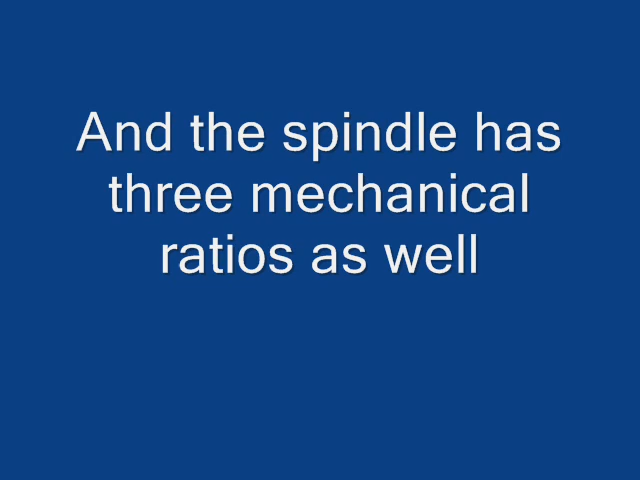 And the spindle has
three mechanical
ratios as well